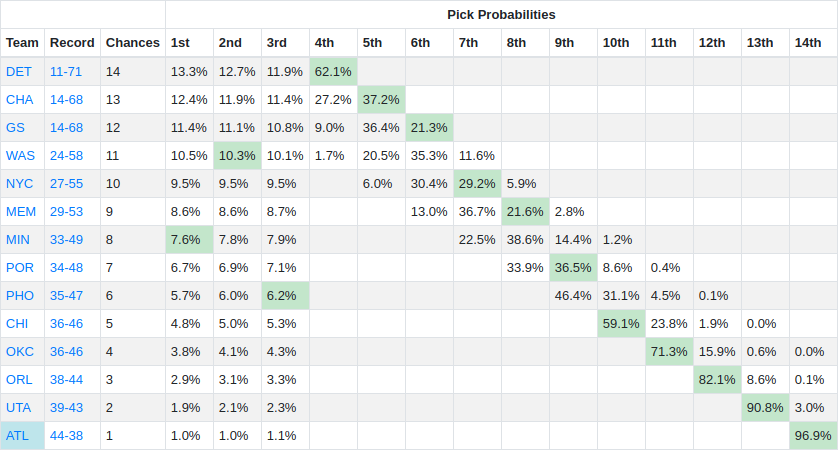 Pick Probabilities
Team Record Chances 1st 2nd 3rd 4th 5th 6th 7th 8th 9th 10th 11th 12th 13th 14th
DET 11-71 14 13.3% 12.7% 11.9% 62.1%
CHA 14-68 13 12.4% 11.9% 11.4% 27.2% 37.2%
GS 14-68 12 11.4% 11.1% 10.8% 9.0% 36.4% 21.3%
WAS 24-58 11 10.5% 10.3% 10.1% 1.7% 20.5% 35.3% 11.6%
NYC 27-55 10 9.5% 9.5% 9.5% 6.0% 30.4% 29.2% 5.9%
MEM 29-53 9 8.6% 8.6% 8.7% 13.0% 36.7% 21.6% 2.8%
MIN 33-49 8 7.6% 7.8% 7.9% 22.5% 38.6% 14.4% 1.2%
POR 34-48 7 6.7% 6.9% 7.1% 33.9% 36.5% 8.6% 0.4%
PHO 35-47 6 5.7% 6.0% 6.2% 46.4% 31.1% 4.5% 0.1%
CHI 36-46 5 4.8% 5.0% 5.3% 59.1% 23.8% 1.9% 0.0%
OKC 36-46 4 3.8% 4.1% 4.3% 71.3% 15.9% 0.6% 0.0%
ORL 38-44 3 2.9% 3.1% 3.3% 82.1% 8.6% 0.1%
UTA 39-43 2 1.9% 2.1% 2.3% 90.8% 3.0%
ATL 44-38 1 1.0% 1.0% 1.1% 96.9%